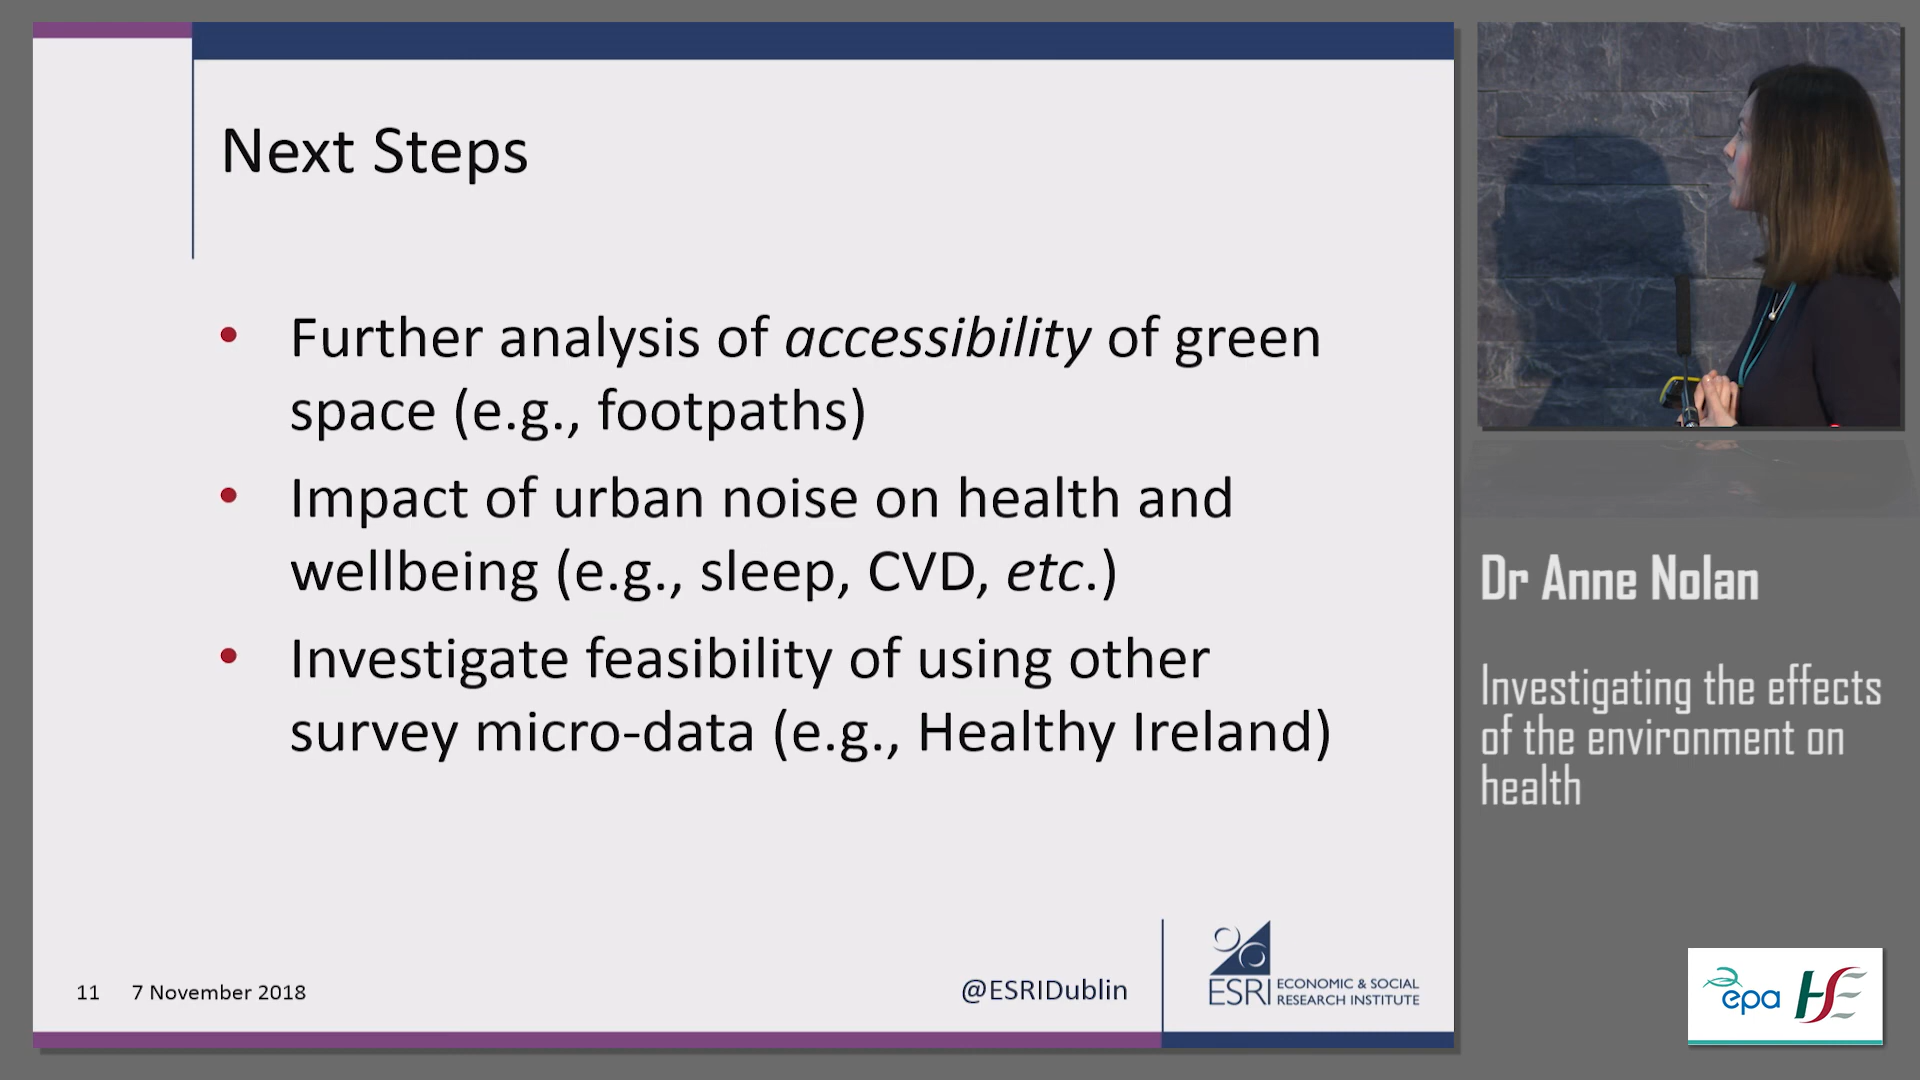 Next Steps
• Further analysis of accessibility of green
space (e.g., footpaths)
• Impact of urban noise on health and
wellbeing (e.g., sleep, CVD, etc.)
• Investigate feasibility of using other
survey micro-data (e.g., Healthy Ireland)
11 7 November 2018
@ESRIDublin
ESRI ECONOMIC & SOCIAL
RESEARCH INSTITUTE
Dr Anne Nolan
Investigating the effects
of the environment on
health
epa HSE